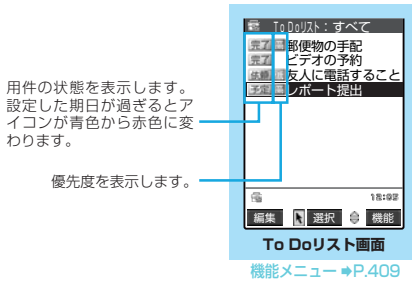 To Doリスト：すべて
完了 郵便物の手配
完了 ビデオの予約
依頼 友人に電話すること
予定 レポート提出
用件の状態を表示します。
設定した期日が過ぎるとア
イコンが青色から赤色に変
わります。
優先度を表示します。
18:02
編集 選択 機能
To Doリスト画面
機能メニュー➡P.409